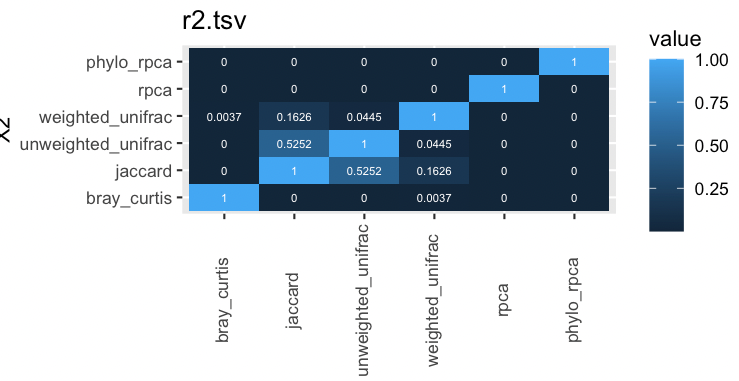 r2.tsv
X2
phylo_rpca 0 0 0 0 0 1
rpca 0 0 0 0 1 0
weighted_unifrac 0.0037 0.1626 0.0445 1 0 0
unweighted_unifrac 0 0.5252 1 0.0445 0 0
jaccard 0 1 0.5252 0.1626 0 0
bray_curtis 1 0 0 0.0037 0 0
bray_curtis
jaccard
unweighted_unifrac
weighted_unifrac
rpca
phylo_rpca
value
1.00
0.75
0.50
0.25